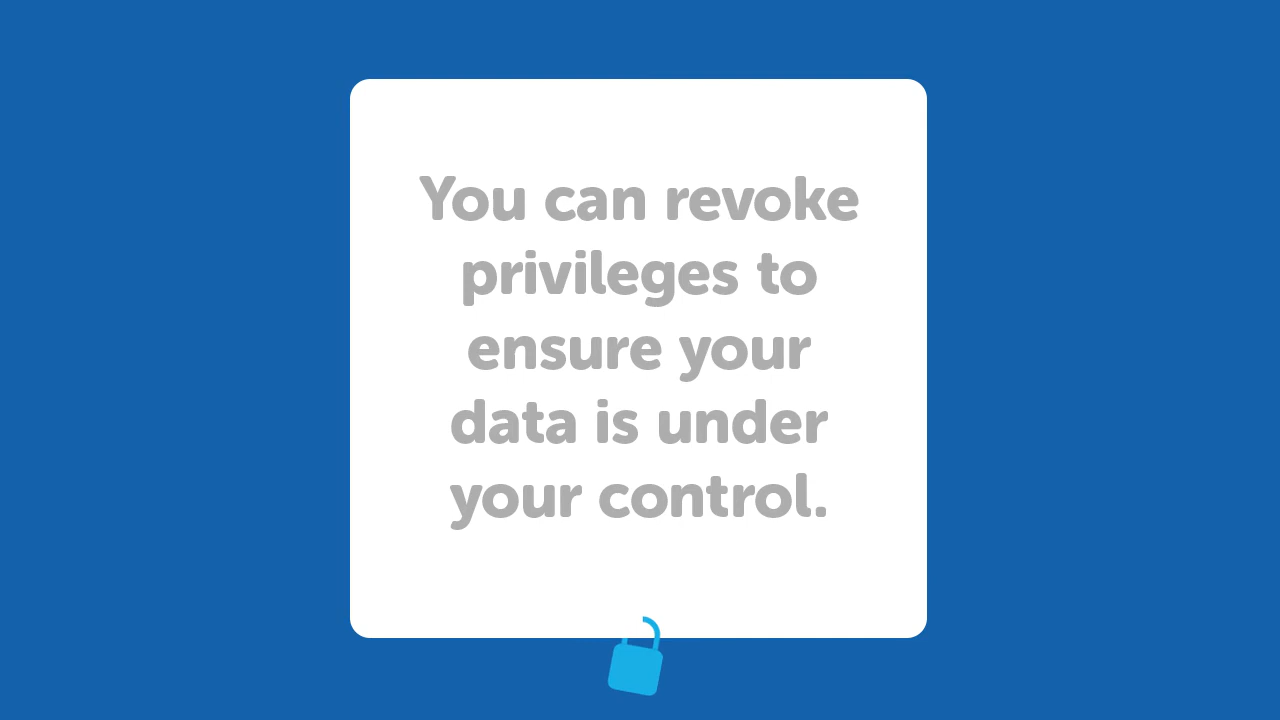 You can revoke
privileges to
ensure your
data is under
your control.